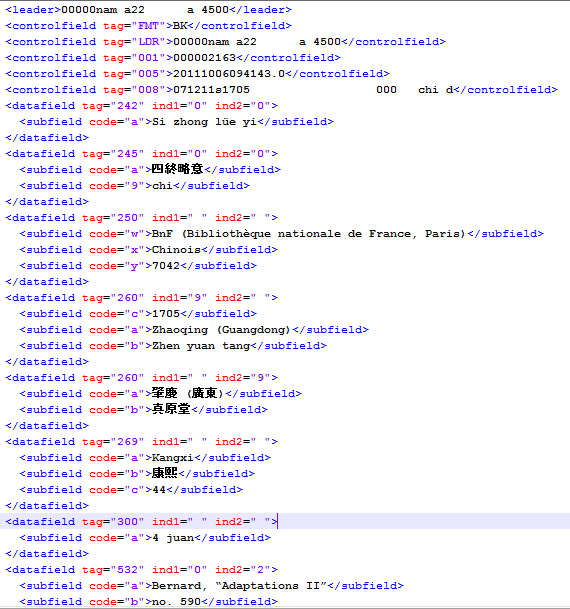 <leader>00000nam a22      a 4500</leader>
<controlfield tag="FMT">BK</controlfield>
<controlfield tag="LDR">00000nam a22      a 4500</controlfield>
<controlfield tag="001">000002163</controlfield>
<controlfield tag="005">20111006094143.0</controlfield>
<controlfield tag="008">071211s1705                  000   chi d</controlfield>
<datafield tag="242" ind1="0" ind2="0">
  <subfield code="a">Si zhong lüe yi</subfield>
</datafield>
<datafield tag="245" ind1="0" ind2="0">
  <subfield code="a">四終略意</subfield>
  <subfield code="9">chi</subfield>
</datafield>
<datafield tag="250" ind1=" " ind2=" ">
  <subfield code="w">BnF (Bibliothèque nationale de France, Paris)</subfield>
  <subfield code="x">Chinois</subfield>
  <subfield code="y">7042</subfield>
</datafield>
<datafield tag="260" ind1="9" ind2=" ">
  <subfield code="c">1705</subfield>
  <subfield code="a">Zhaoqing (Guangdong)</subfield>
  <subfield code="b">Zhen yuan tang</subfield>
</datafield>
<datafield tag="260" ind1=" " ind2="9">
  <subfield code="a">肇慶 (廣東)</subfield>
  <subfield code="b">真原堂</subfield>
</datafield>
<datafield tag="269" ind1=" " ind2=" ">
  <subfield code="a">Kangxi</subfield>
  <subfield code="b">康熙</subfield>
  <subfield code="c">44</subfield>
</datafield>
<datafield tag="300" ind1=" " ind2=" ">
  <subfield code="a">4 juan</subfield>
</datafield>
<datafield tag="532" ind1="0" ind2="2">
  <subfield code="a">Bernard, “Adaptations II”</subfield>
  <subfield code="b">no. 590</subfield>